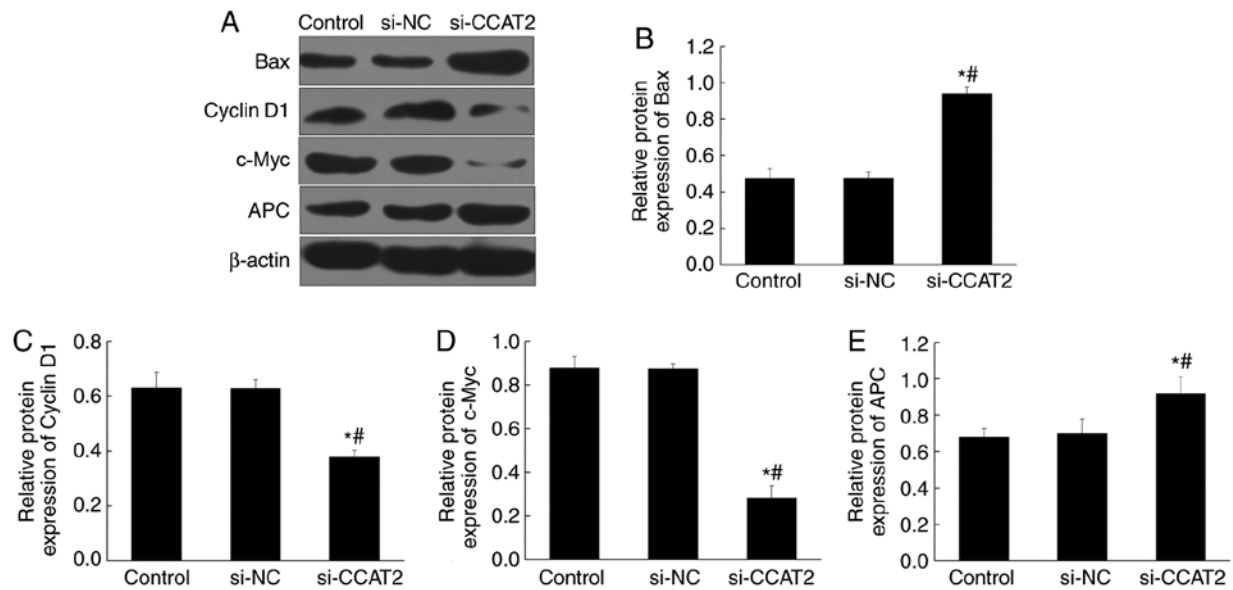 A
Control si-NC si-CCAT2
Bax
Cyclin D1
c-Myc
APC
β-actin
B
Relative protein
expression of Bax
1.2
1.0
0.8
0.6
0.4
0.2
0.0
*#
Control si-NC si-CCAT2
C
Relative protein
expression of Cyclin D1
0.8
0.6
0.4
0.2
0.0
*#
Control si-NC si-CCAT2
D
Relative protein
expression of c-Myc
1.0
0.8
0.6
0.4
0.2
0.0
*#
Control si-NC si-CCAT2
E
Relative protein
expression of APC
1.2
1.0
0.8
0.6
0.4
0.2
0.0
*#
Control si-NC si-CCAT2